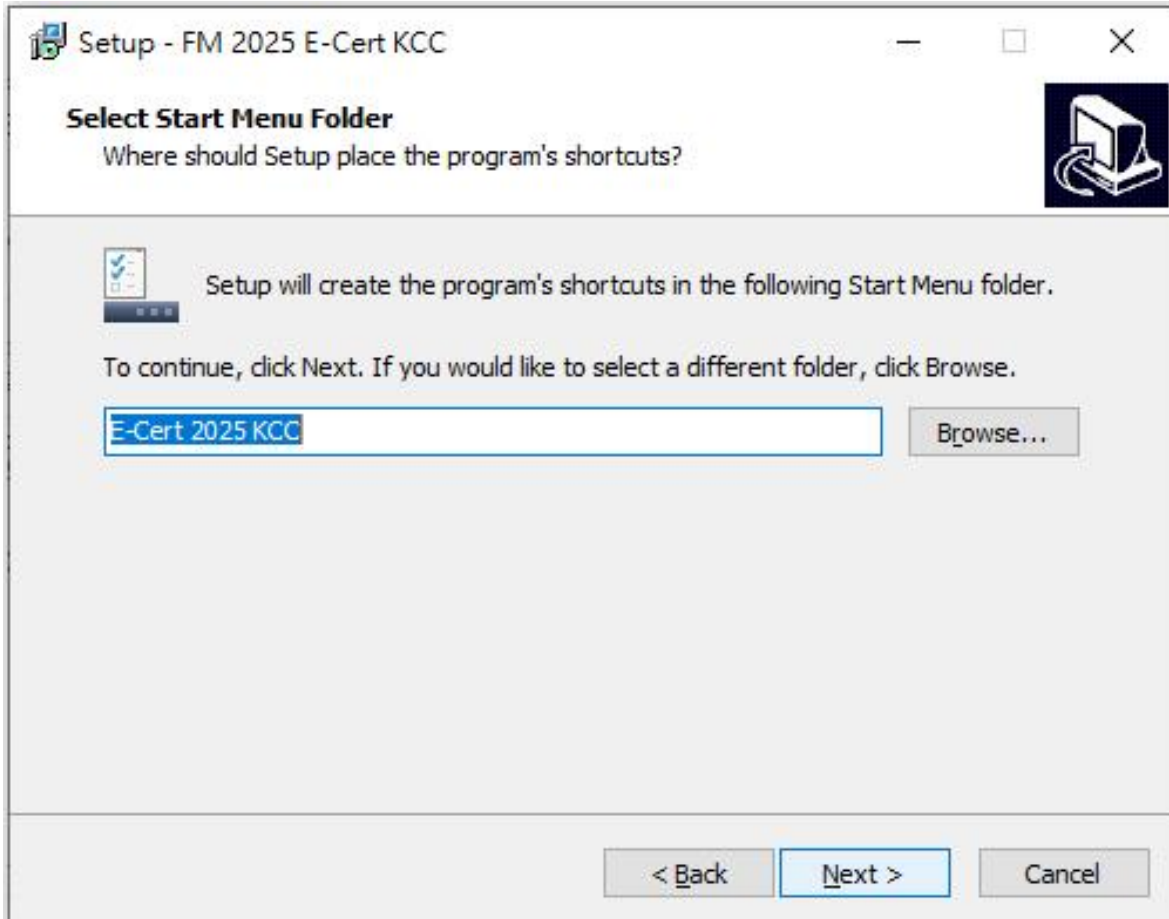 Setup - FM 2025 E-Cert KCC
Select Start Menu Folder
Where should Setup place the program's shortcuts?
Setup will create the program's shortcuts in the following Start Menu folder.
To continue, click Next. If you would like to select a different folder, click Browse.
E-Cert 2025 KCC
Browse...
< Back
Next >
Cancel